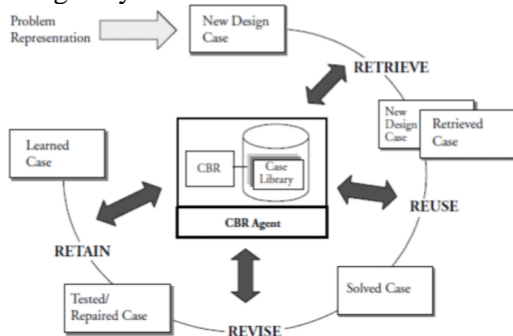 Problem
Representation
New Design
Case
RETRIEVE
New
Design
Case
Retrieved
Case
Learned
Case
CBR
Case
Library
CBR Agent
REUSE
RETAIN
Tested/
Repaired Case
Solved Case
REVISE